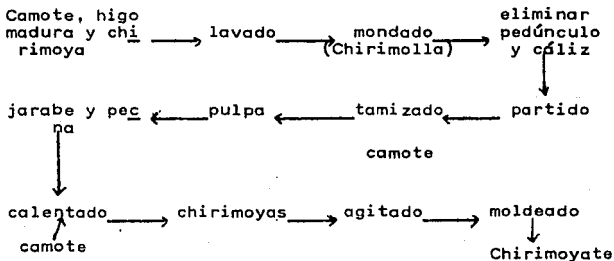 Camote, higo
madura y chi
rimoya
lavado
mondado
(Chirimolla)
eliminar
pedúnculo
y cáliz
partido
tamizado
camote
pulpa
jarabe y pec
na
calentado
camote
chirimoyas
agitado
moldeado
Chirimoyate